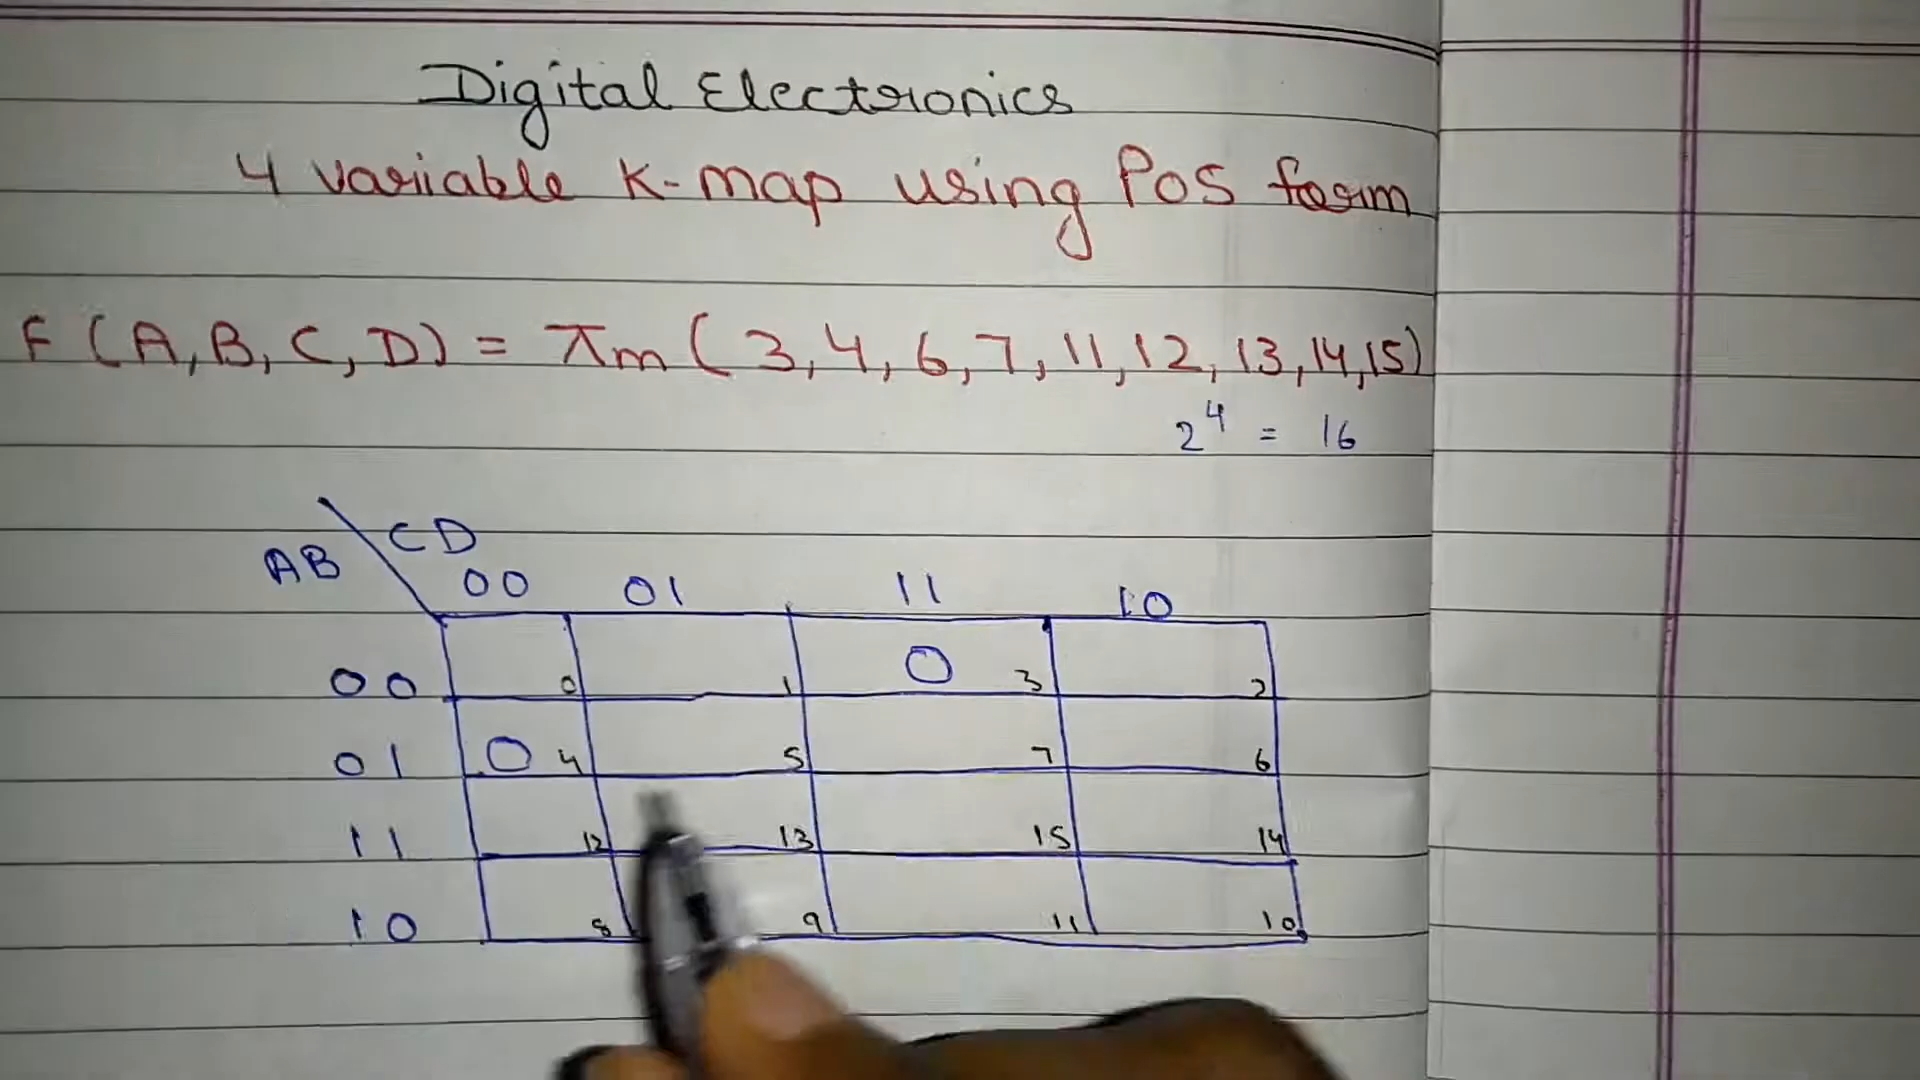 Digital Electronics
4 variable K-map using POS form
F (A, B, C, D) = πm ( 3, 4, 6, 7, 11, 12, 13, 14, 15)
2⁴ = 16
CD
AB
00 01 11 10
00 0 1 0 3 2
01 0 4 5 7 6
11 12 13 15 14
10 8 9 11 10